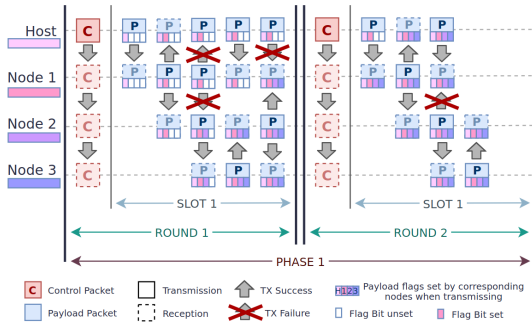 Host C P P P P P C P P P
Node 1 C P P P P P C P P P
Node 2 C P P P P C P P P
Node 3 C P P P C P P
SLOT 1 SLOT 1
ROUND 1 ROUND 2
PHASE 1
C Control Packet Transmission TX Success H123 Payload flags set by corresponding
nodes when transmitting
Payload Packet Reception TX Failure Flag Bit unset Flag Bit set